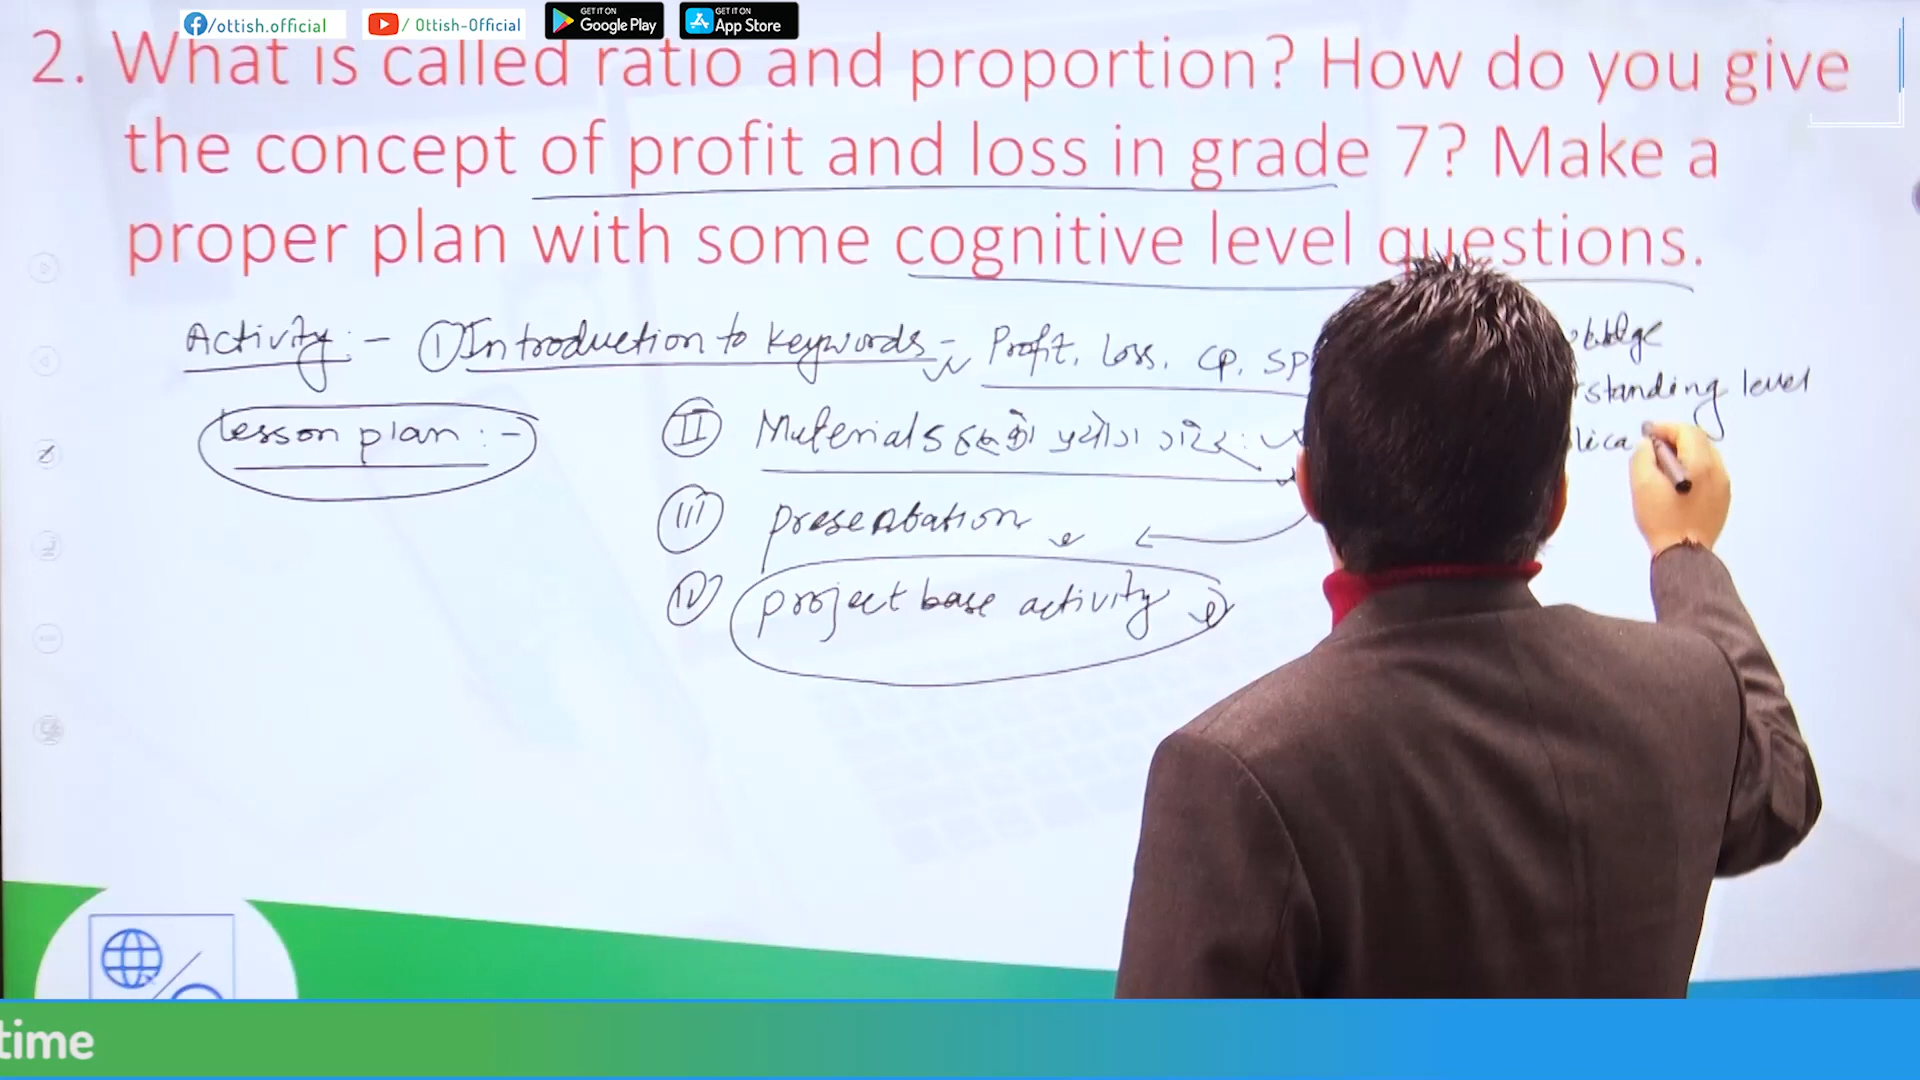 /ottish.official
/ Ottish-Official
GET IT ON
Google Play
GET IT ON
App Store
2. What is called ratio and proportion? How do you give
the concept of profit and loss in grade 7? Make a
proper plan with some cognitive level questions.
Activity :- ① Introduction to keywords - Profit, Loss, CP, SP
standing level
lesson plan :-
II Materials
lica
III presentation
IV project base activity
time